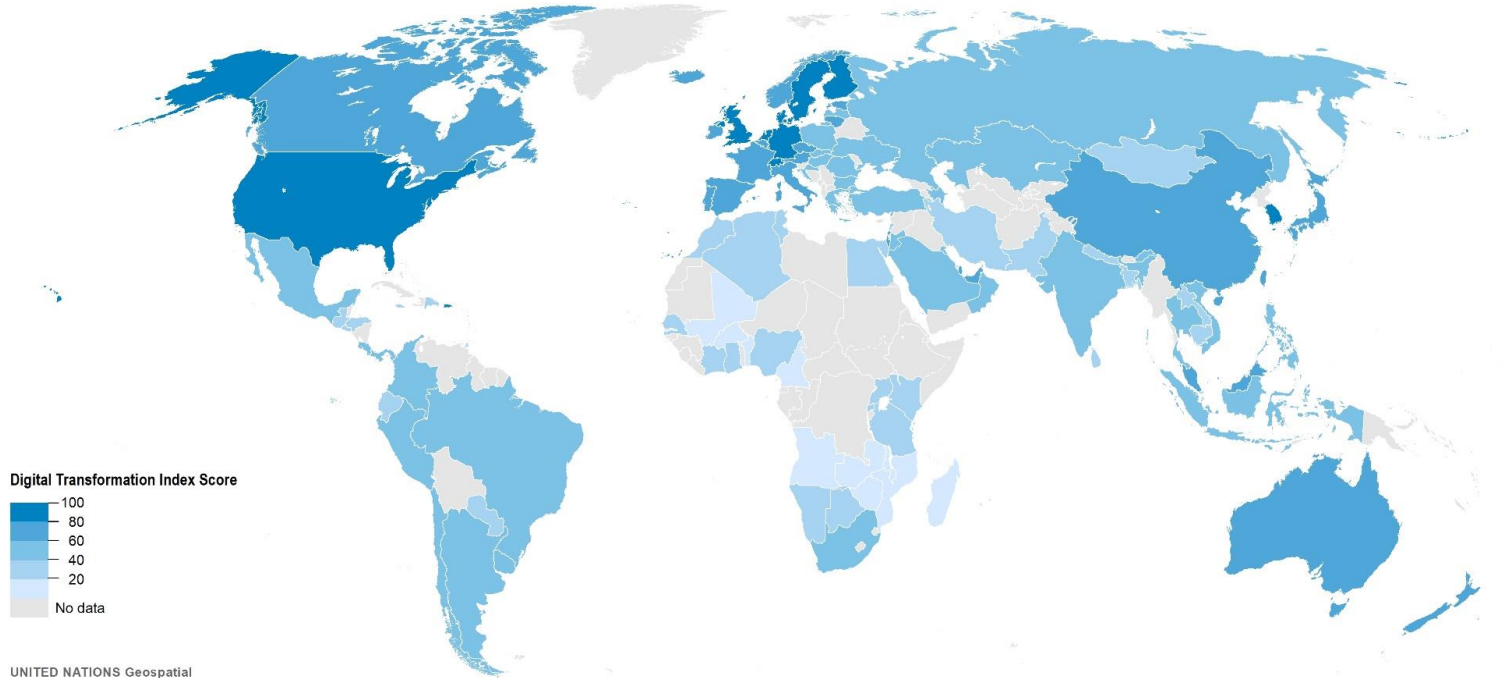 Digital Transformation Index Score
100
80
60
40
20
No data
UNITED NATIONS Geospatial